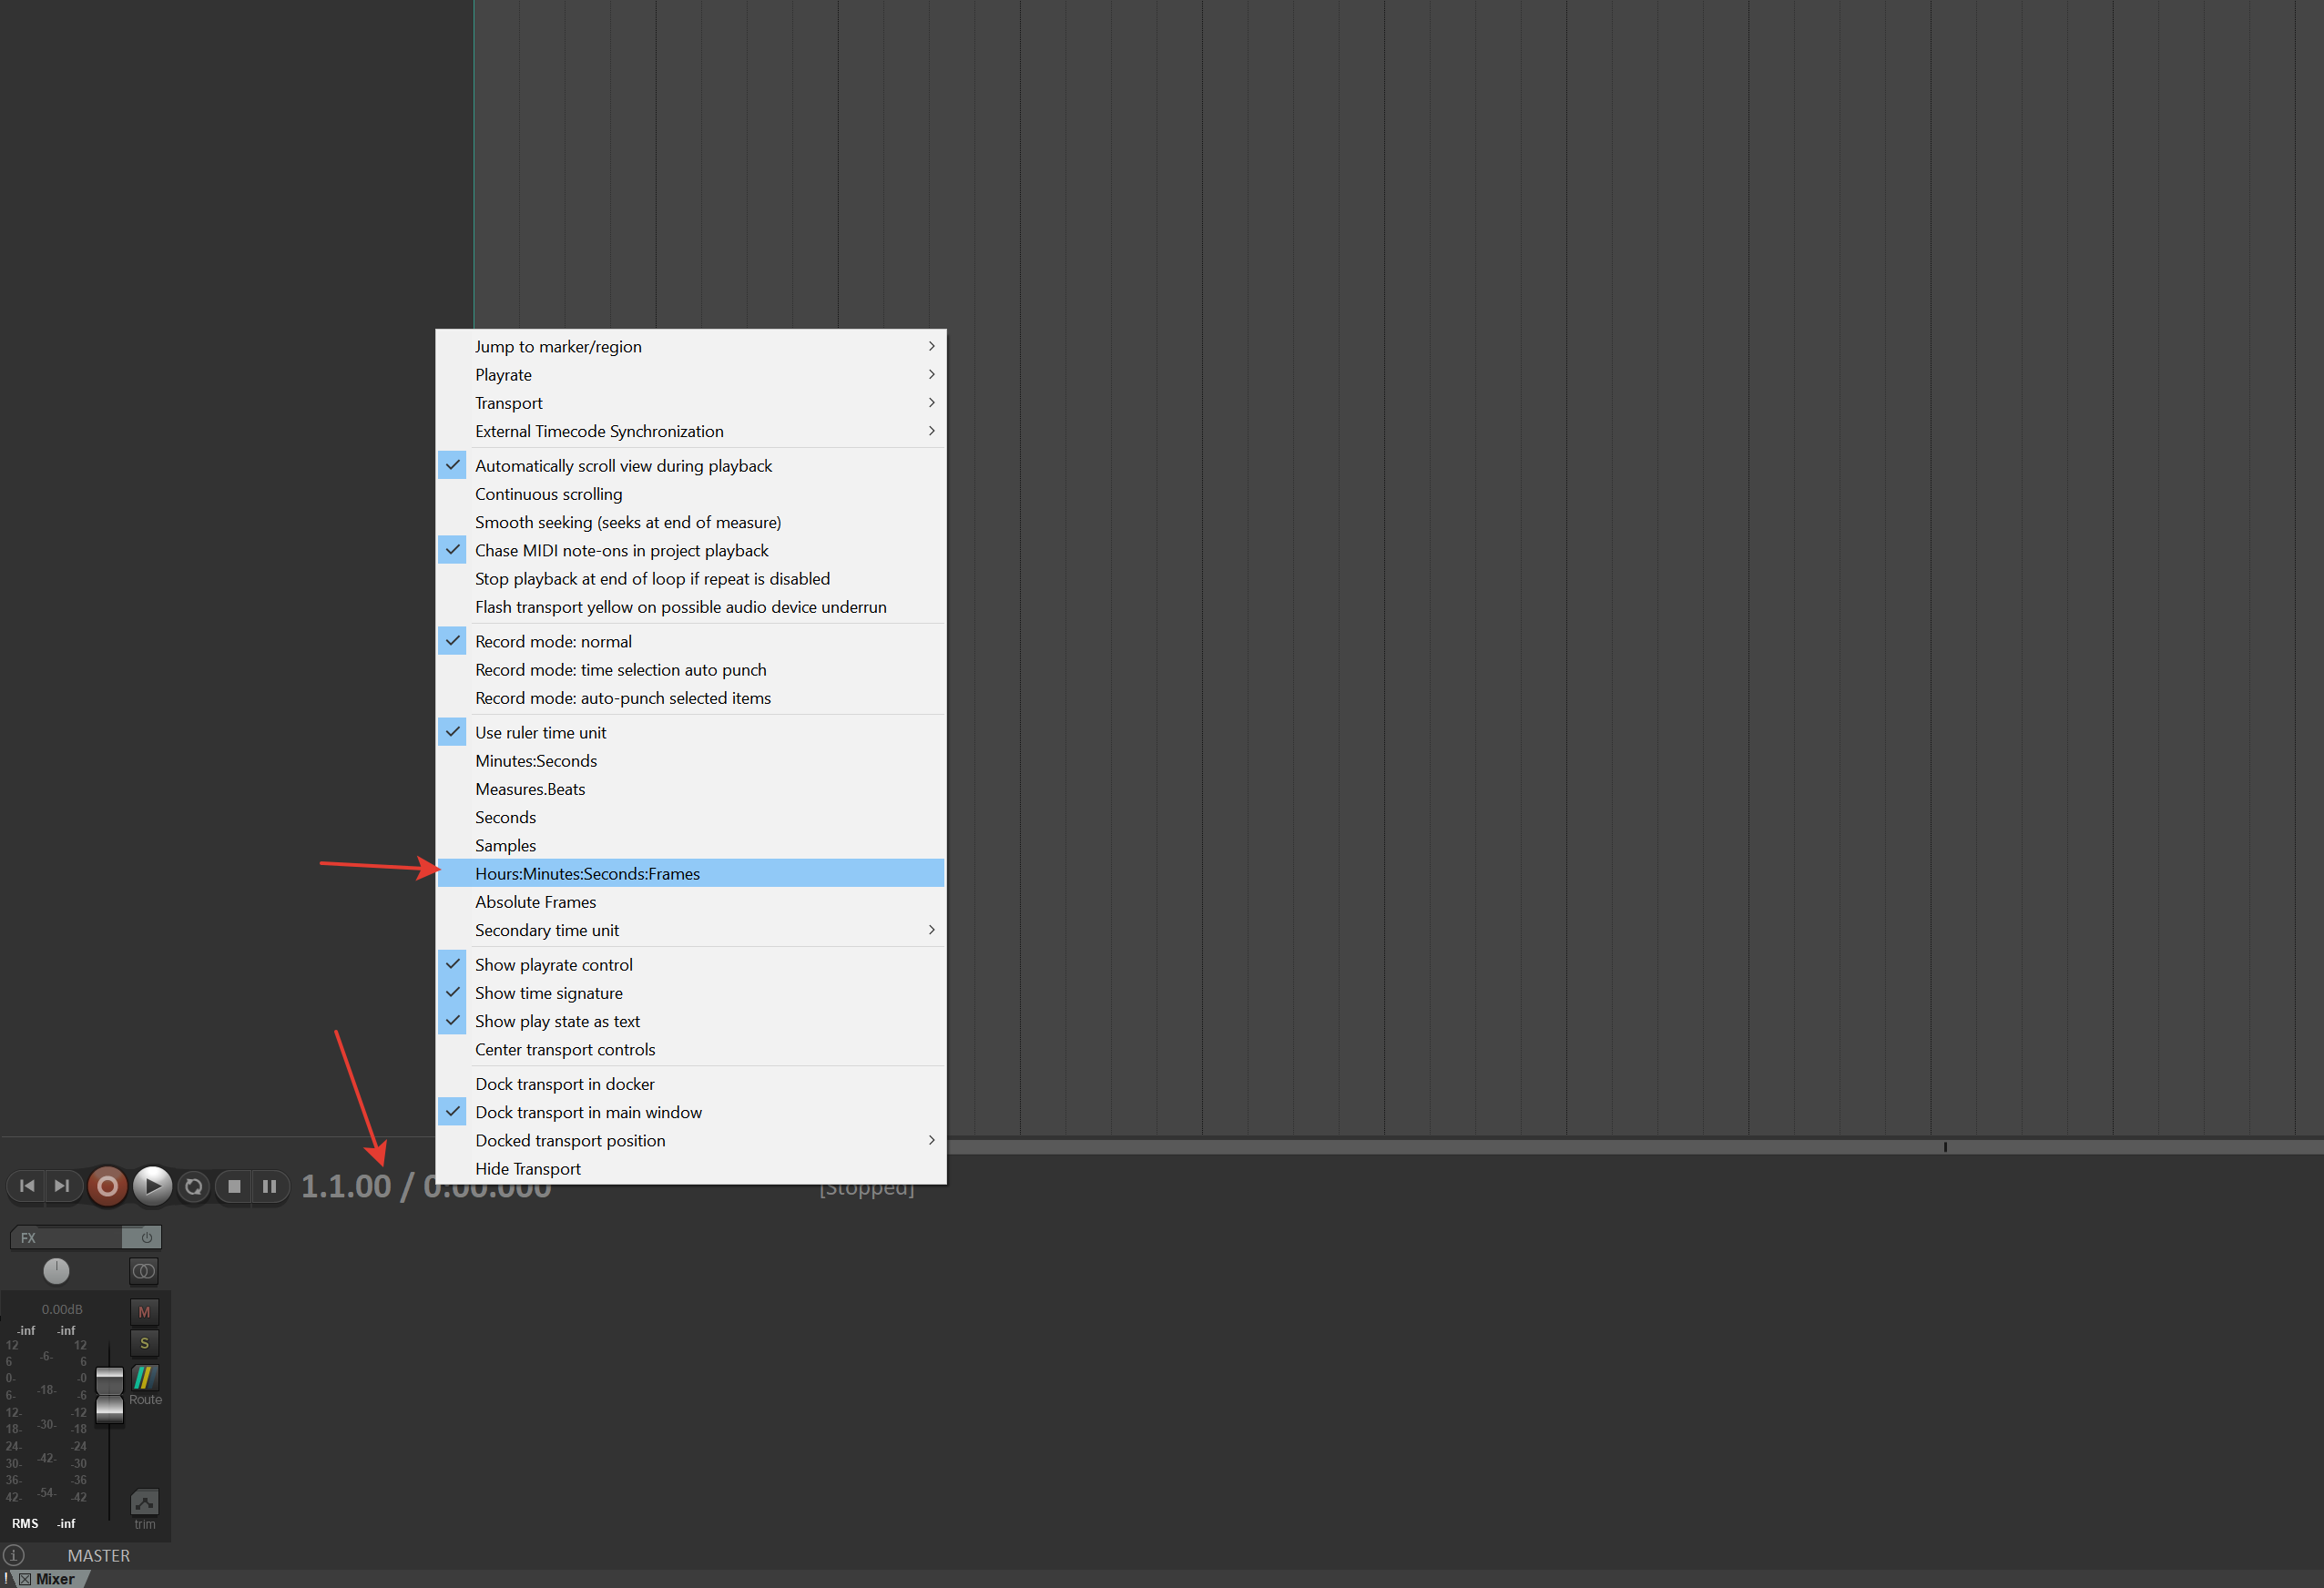 Jump to marker/region
Playrate
Transport
External Timecode Synchronization
Automatically scroll view during playback
Continuous scrolling
Smooth seeking (seeks at end of measure)
Chase MIDI note-ons in project playback
Stop playback at end of loop if repeat is disabled
Flash transport yellow on possible audio device underrun
Record mode: normal
Record mode: time selection auto punch
Record mode: auto-punch selected items
Use ruler time unit
Minutes:Seconds
Measures.Beats
Seconds
Samples
Hours:Minutes:Seconds:Frames
Absolute Frames
Secondary time unit
Show playrate control
Show time signature
Show play state as text
Center transport controls
Dock transport in docker
Dock transport in main window
Docked transport position
Hide Transport
1.1.00 / 0:00.000 [Stopped]
FX
0.00dB M
-inf -inf
S
12 12
-6-
6 6
0- -0
-18-
6- -6
Route
12- -12
-30-
18- -18
24- -24
-42-
30- -30
36- -36
-54-
42- -42
RMS -inf trim
MASTER
Mixer